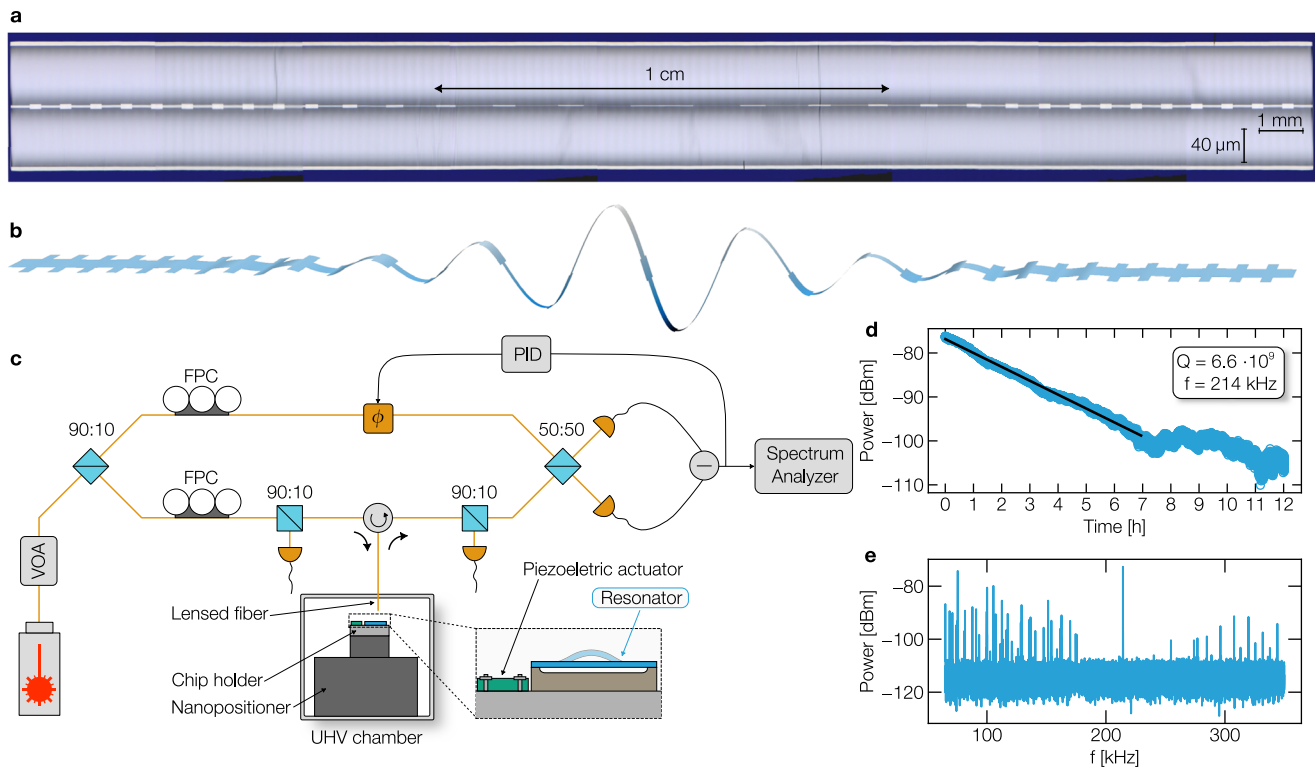 a
1 cm
1 mm
40 μm
b
c
PID
FPC
ϕ
90:10
50:50
FPC
90:10
90:10
Spectrum
Analyzer
VOA
Lensed fiber
Piezoeletric actuator
Resonator
Chip holder
Nanopositioner
UHV chamber
d
Power [dBm]
−80
−90
−100
−110
Q = 6.6 · 10⁹
f = 214 kHz
0 1 2 3 4 5 6 7 8 9 10 11 12
Time [h]
e
Power [dBm]
−80
−100
−120
100 200 300
f [kHz]